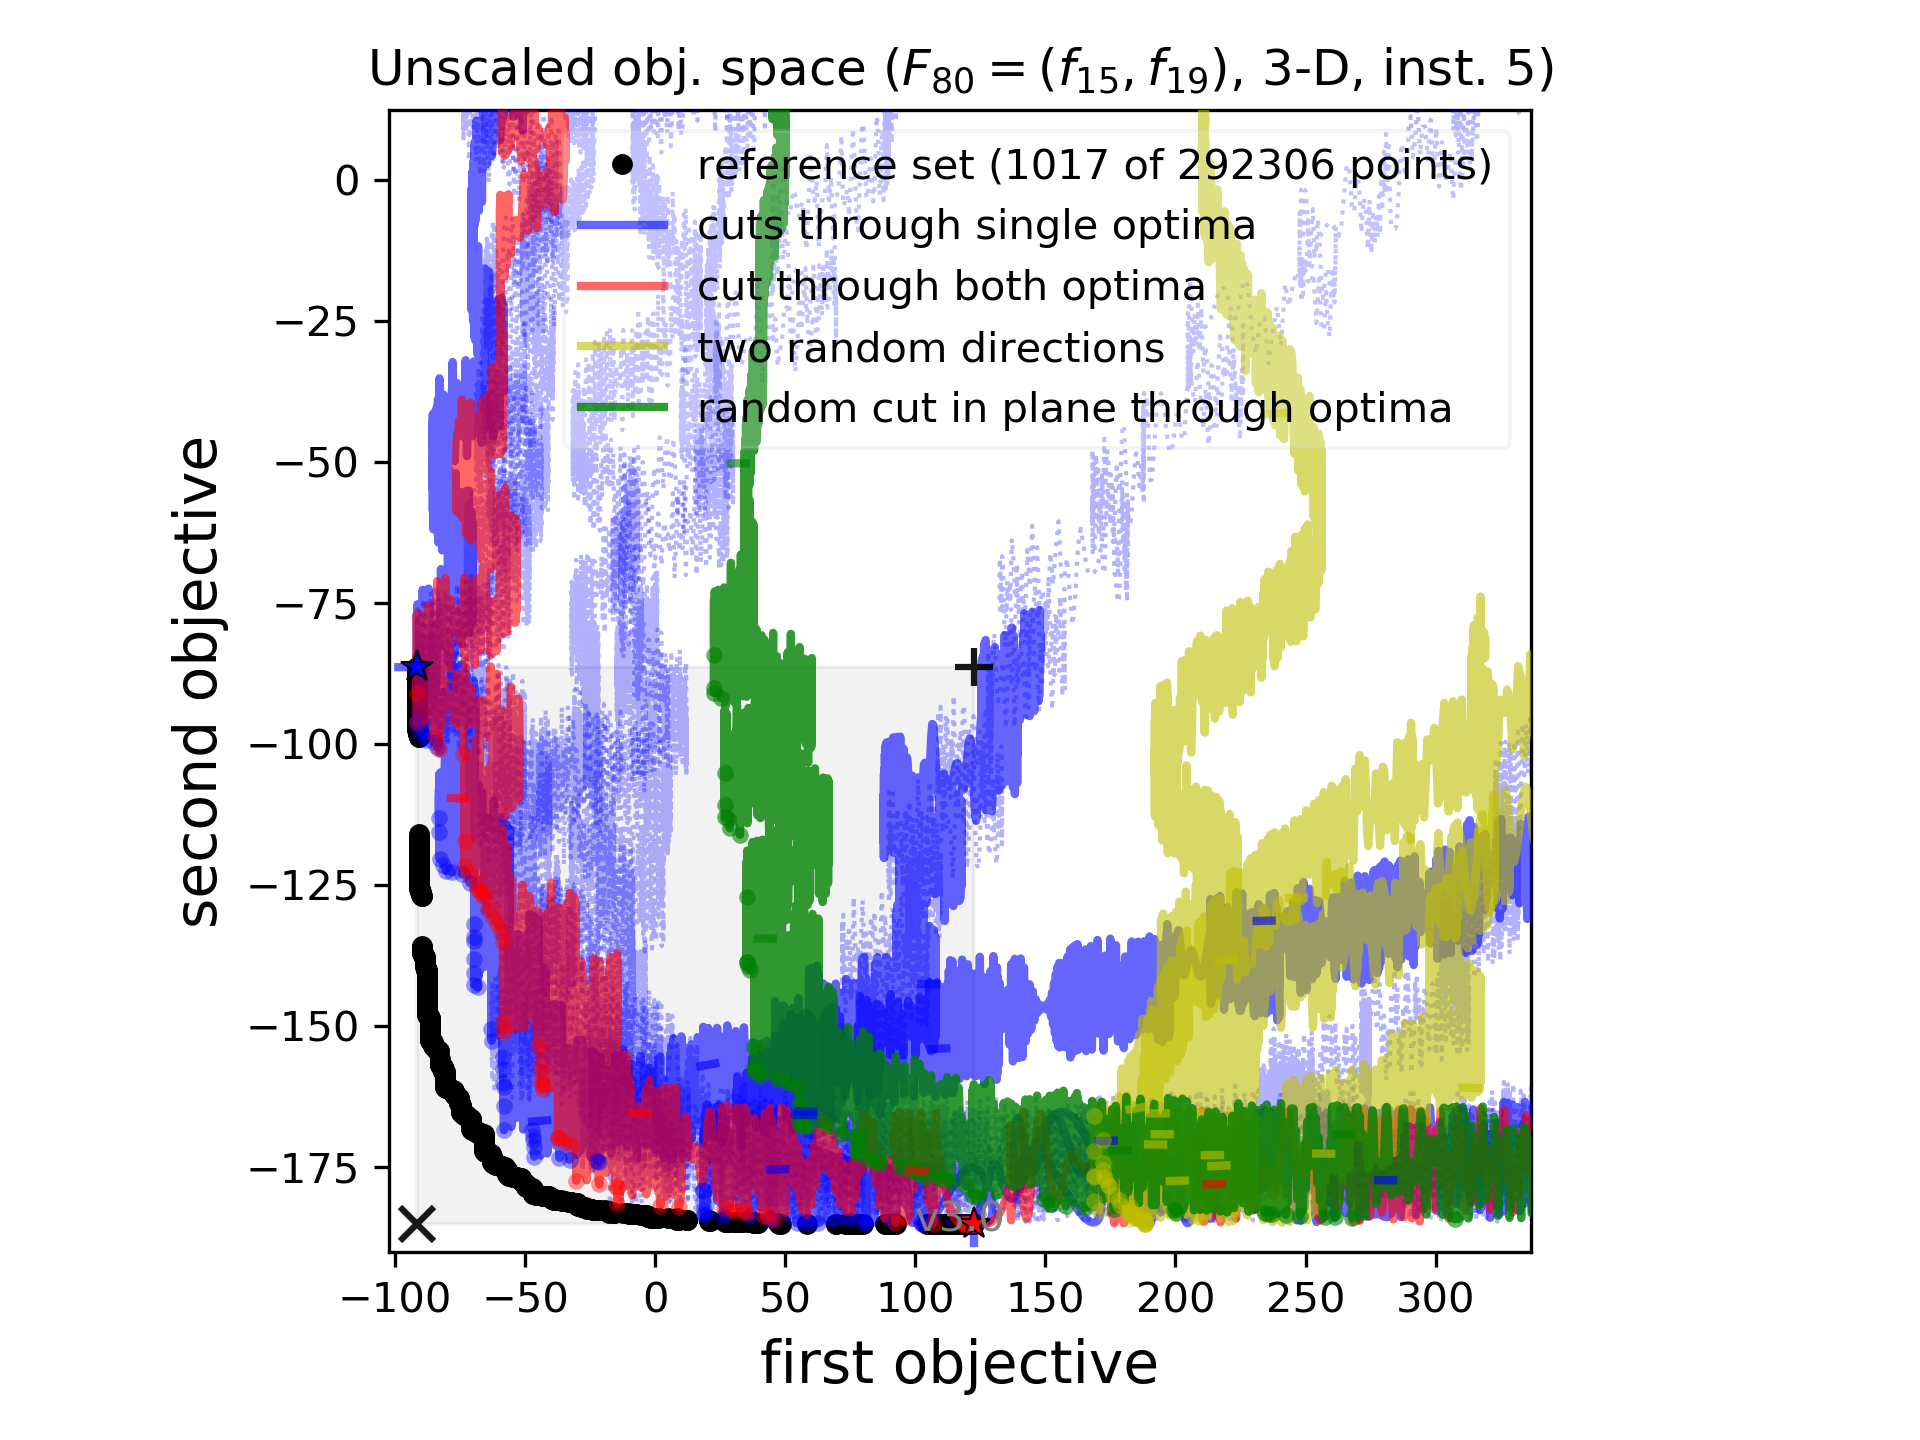 Unscaled obj. space (F80 = (f15, f19), 3-D, inst. 5)
reference set (1017 of 292306 points)
cuts through single optima
cut through both optima
two random directions
random cut in plane through optima
second objective
0
−25
−50
−75
−100
−125
−150
−175
v3.0
−100 −50 0 50 100 150 200 250 300
first objective